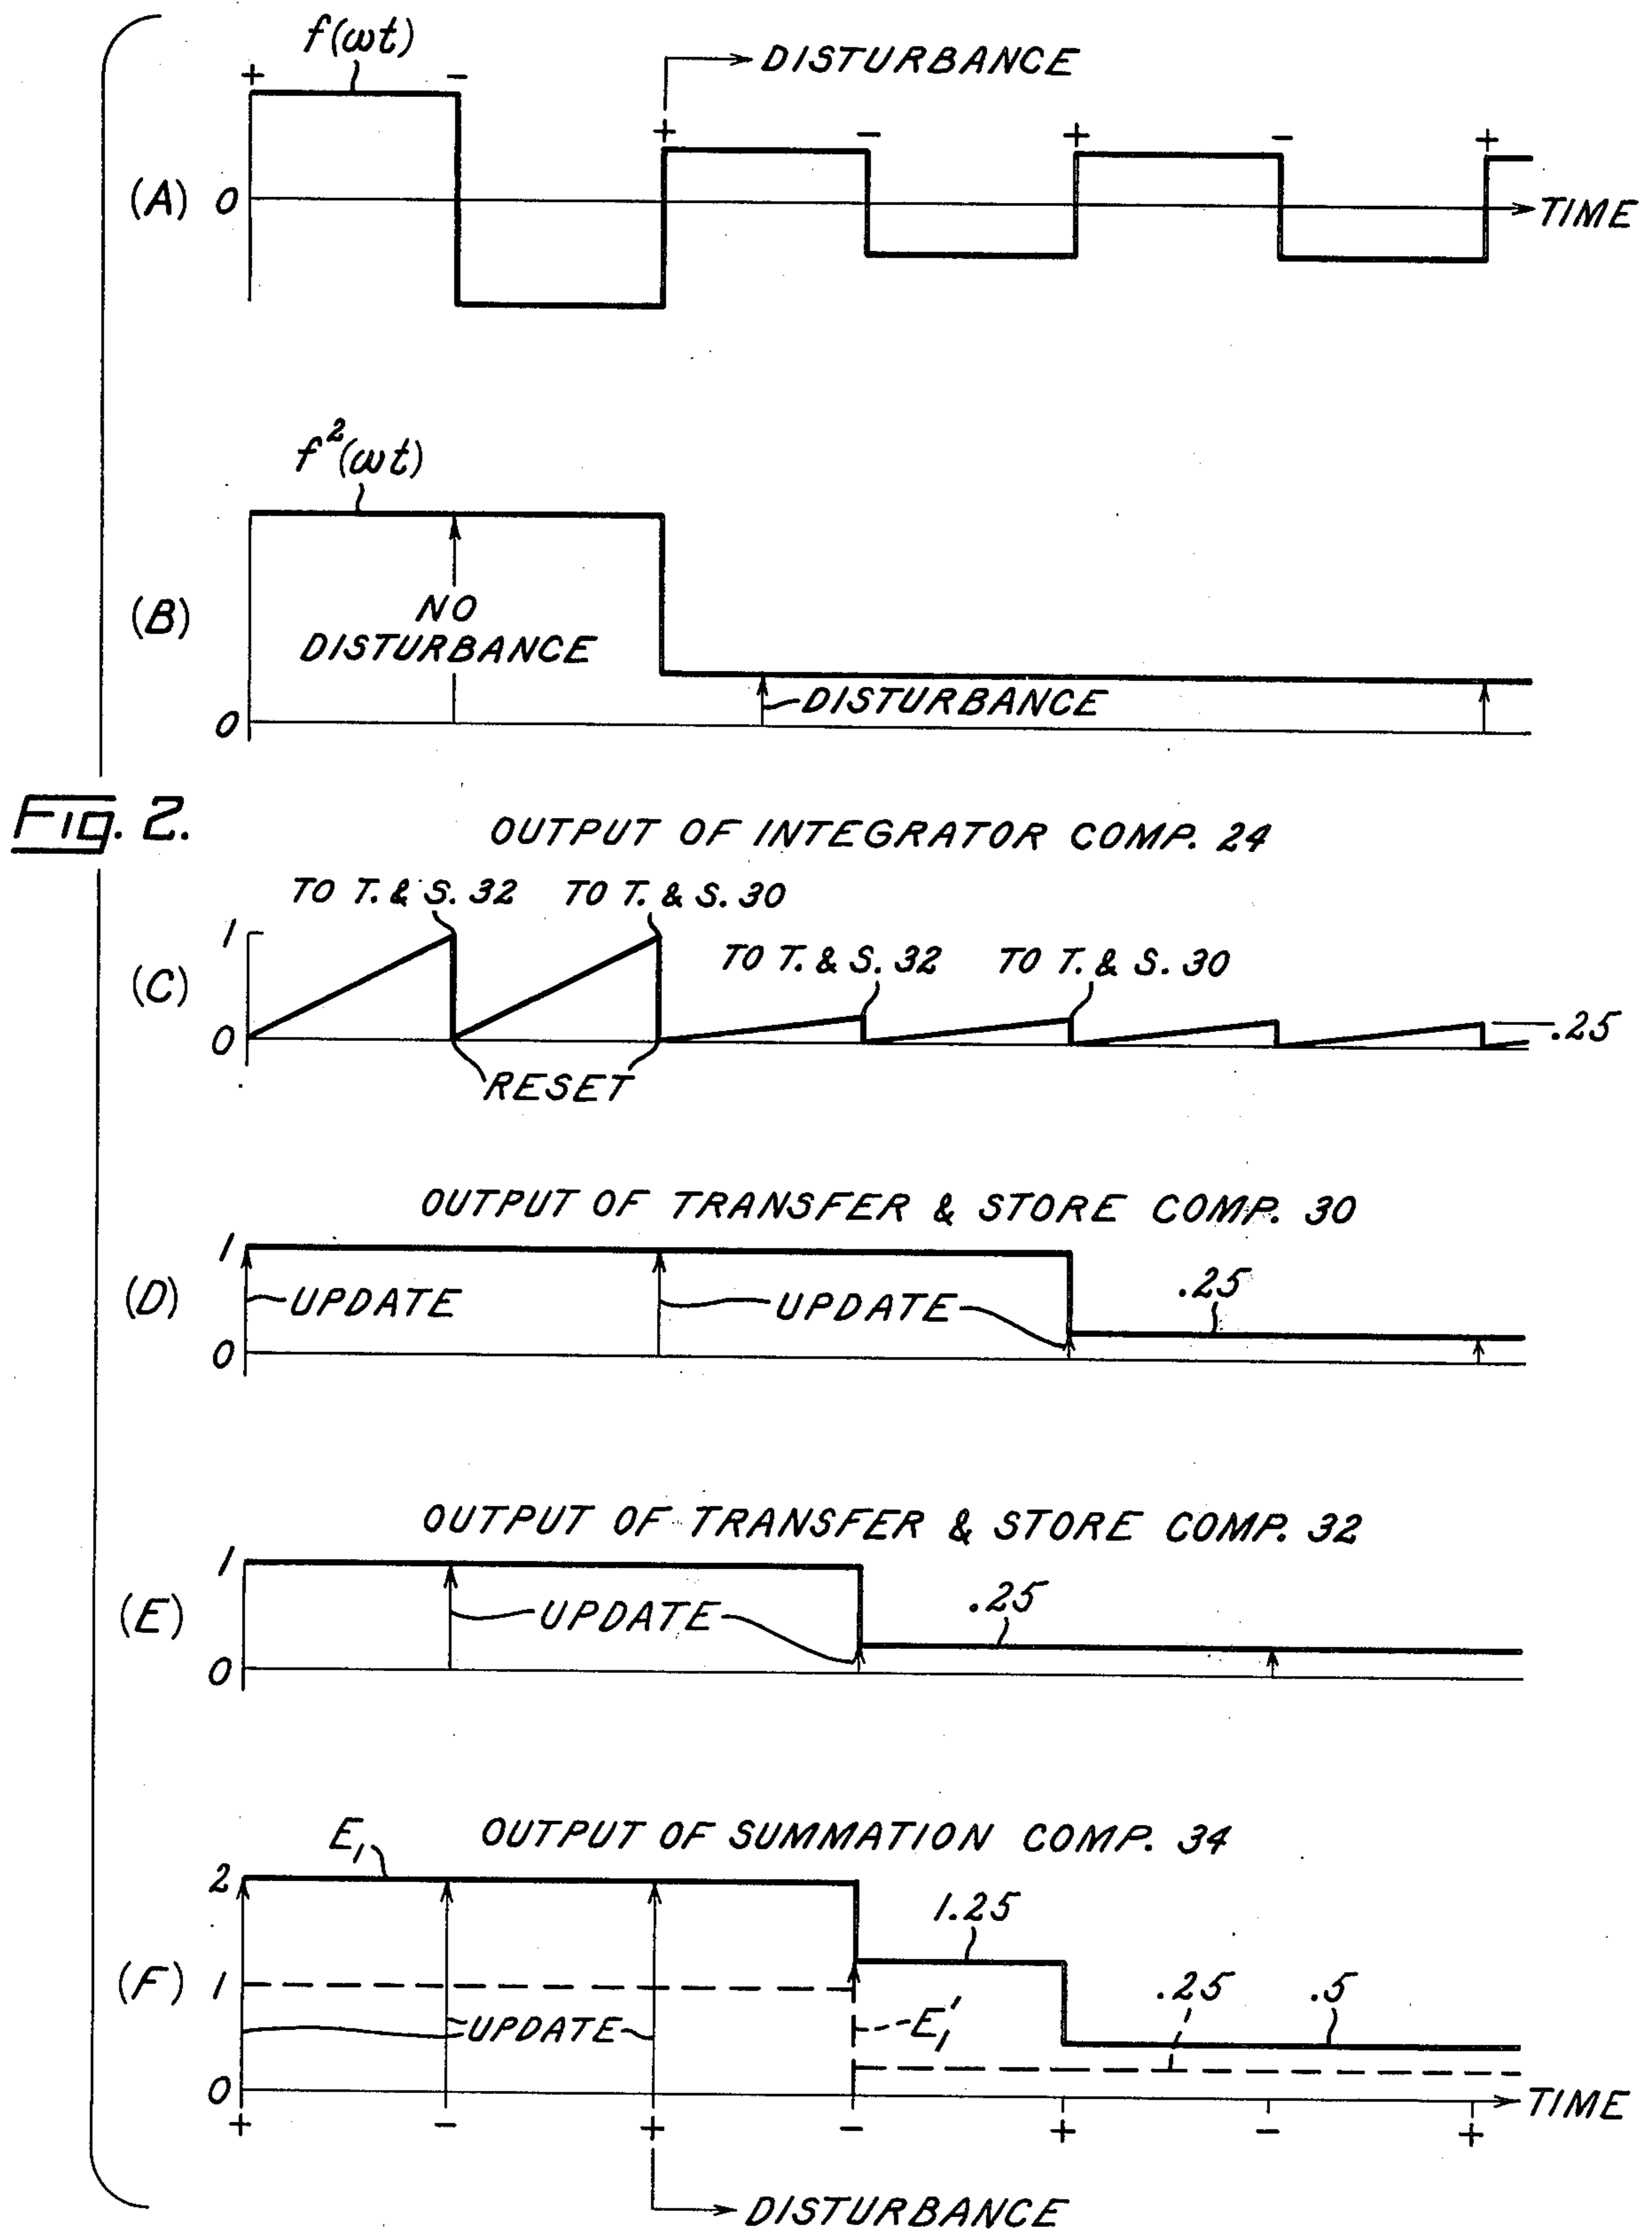 f(ωt)
+ - DISTURBANCE
+ - + - +
(A) 0 TIME
f²(ωt)
(B) NO
DISTURBANCE
DISTURBANCE
0
Fig. 2.
OUTPUT OF INTEGRATOR COMP. 24
TO T. & S. 32 TO T. & S. 30
1
TO T. & S. 32 TO T. & S. 30
(C)
0 .25
RESET
OUTPUT OF TRANSFER & STORE COMP. 30
1
(D) UPDATE UPDATE .25
0
OUTPUT OF TRANSFER & STORE COMP. 32
1
(E) UPDATE .25
0
E₁ OUTPUT OF SUMMATION COMP. 34
2
1.25
(F) 1 .25 .5
UPDATE E₁′
0
TIME
+ - + - + - +
DISTURBANCE